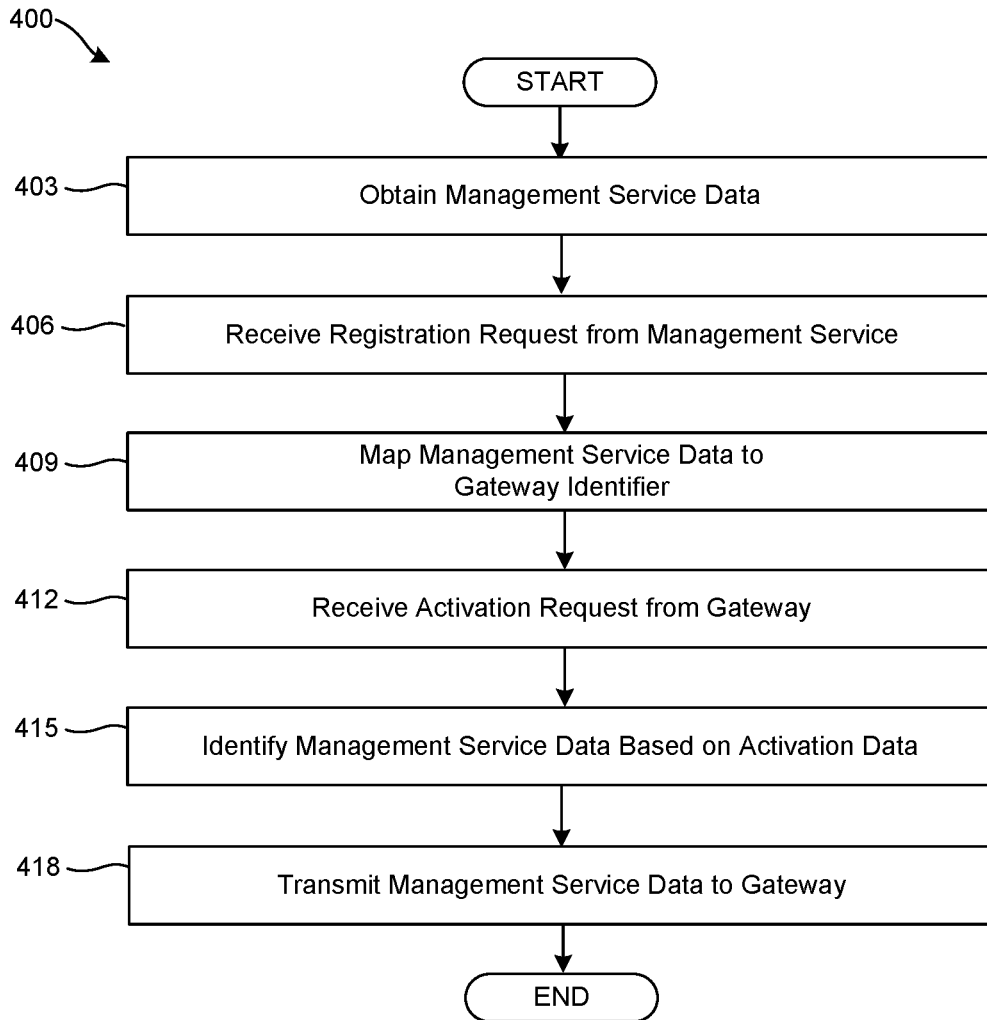 400
START
403
Obtain Management Service Data
406
Receive Registration Request from Management Service
409
Map Management Service Data to
Gateway Identifier
412
Receive Activation Request from Gateway
415
Identify Management Service Data Based on Activation Data
418
Transmit Management Service Data to Gateway
END